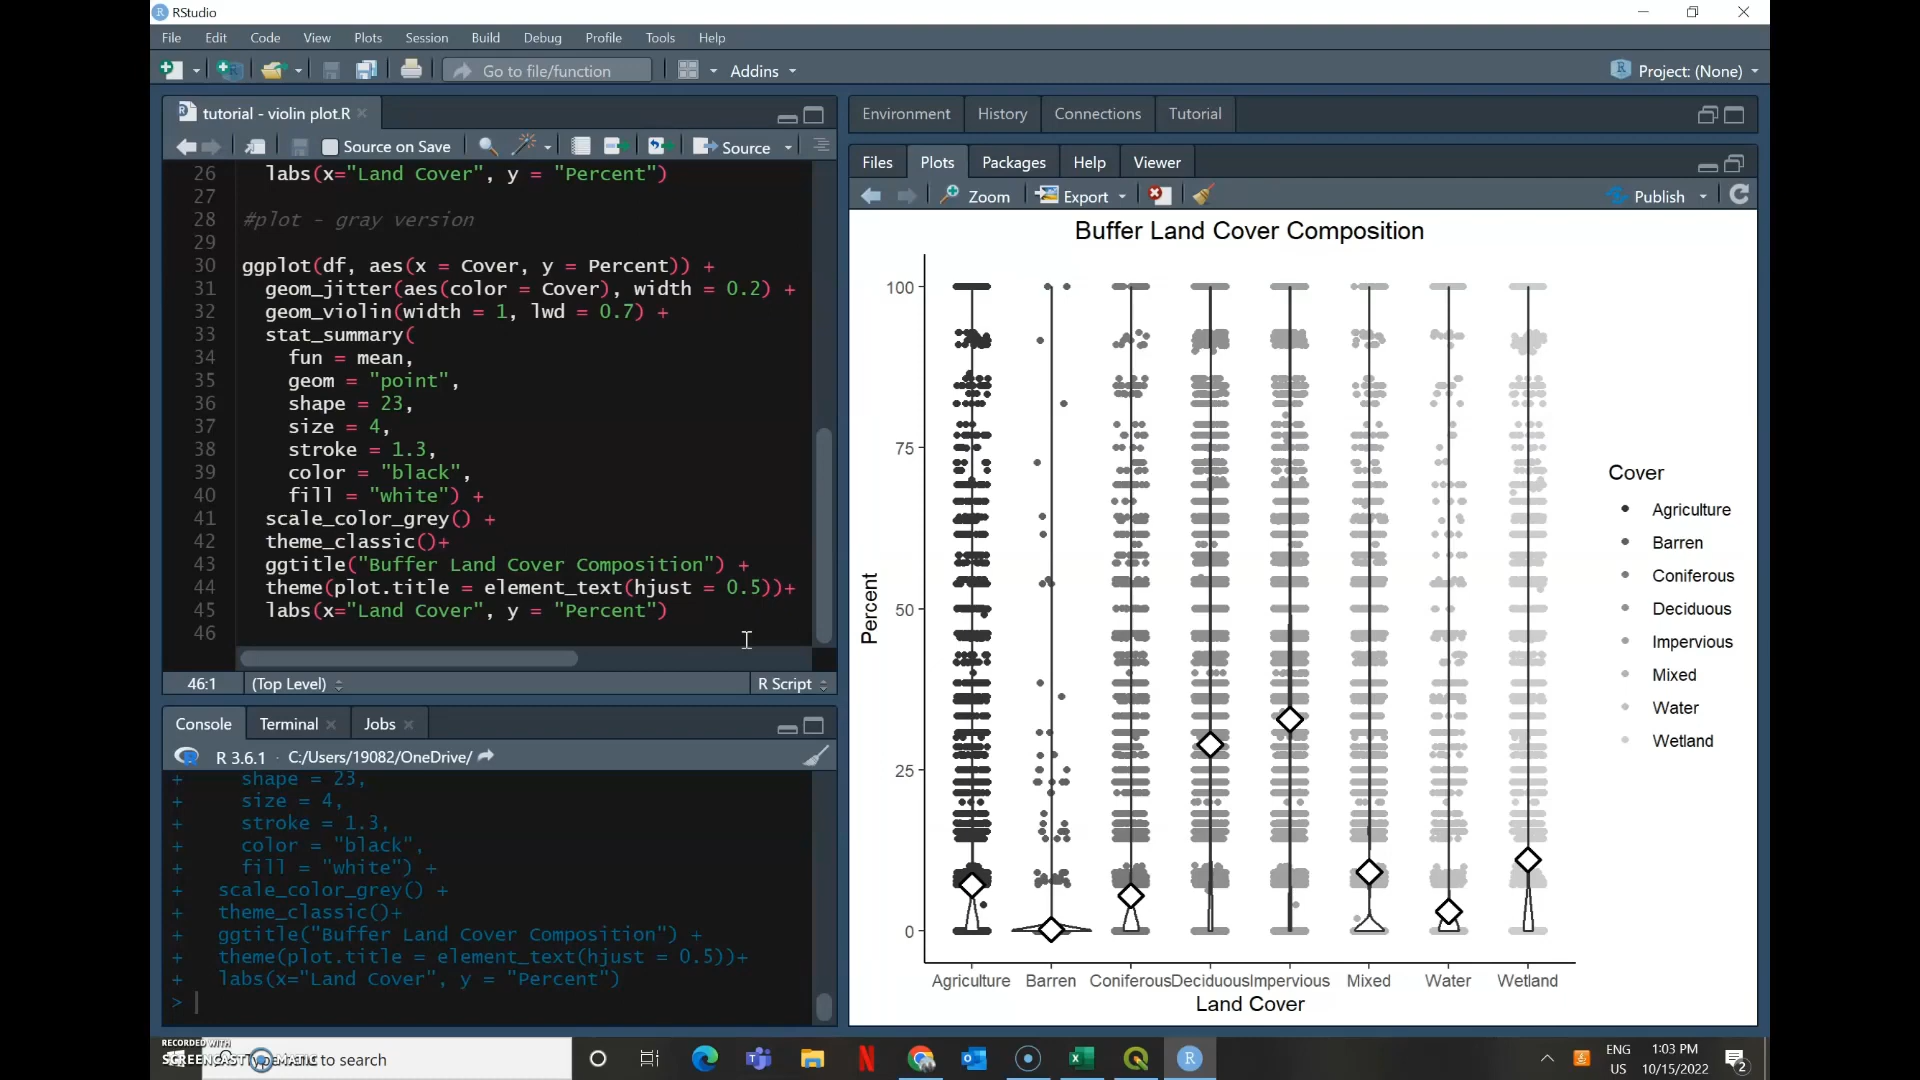 RStudio
File Edit Code View Plots Session Build Debug Profile Tools Help
Go to file/function
Addins
Project: (None)
tutorial - violin plot.R
Source on Save
Source
26 labs(x="Land Cover", y = "Percent")
27
28 #plot - gray version
29
30 ggplot(df, aes(x = Cover, y = Percent)) +
31 geom_jitter(aes(color = Cover), width = 0.2) +
32 geom_violin(width = 1, lwd = 0.7) +
33 stat_summary(
34 fun = mean,
35 geom = "point",
36 shape = 23,
37 size = 4,
38 stroke = 1.3,
39 color = "black",
40 fill = "white") +
41 scale_color_grey() +
42 theme_classic()+
43 ggtitle("Buffer Land Cover Composition") +
44 theme(plot.title = element_text(hjust = 0.5))+
45 labs(x="Land Cover", y = "Percent")
46
46:1 (Top Level) R Script
Console Terminal Jobs
R 3.6.1 · C:/Users/19082/OneDrive/
+ shape = 23,
+ size = 4,
+ stroke = 1.3,
+ color = "black",
+ fill = "white") +
+ scale_color_grey() +
+ theme_classic()+
+ ggtitle("Buffer Land Cover Composition") +
+ theme(plot.title = element_text(hjust = 0.5))+
+ labs(x="Land Cover", y = "Percent")
>
Environment History Connections Tutorial
Files Plots Packages Help Viewer
Zoom Export Publish
Buffer Land Cover Composition
100
75
50
25
0
Percent
Agriculture Barren Coniferous Deciduous Impervious Mixed Water Wetland
Land Cover
Cover
Agriculture
Barren
Coniferous
Deciduous
Impervious
Mixed
Water
Wetland
RECORDED WITH
SCREENCAST MATIC
to search
ENG
US
1:03 PM
10/15/2022
2